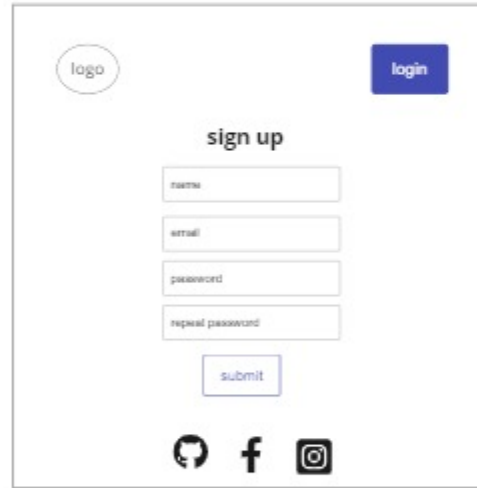 logo
login
sign up
name
email
password
repeat password
submit